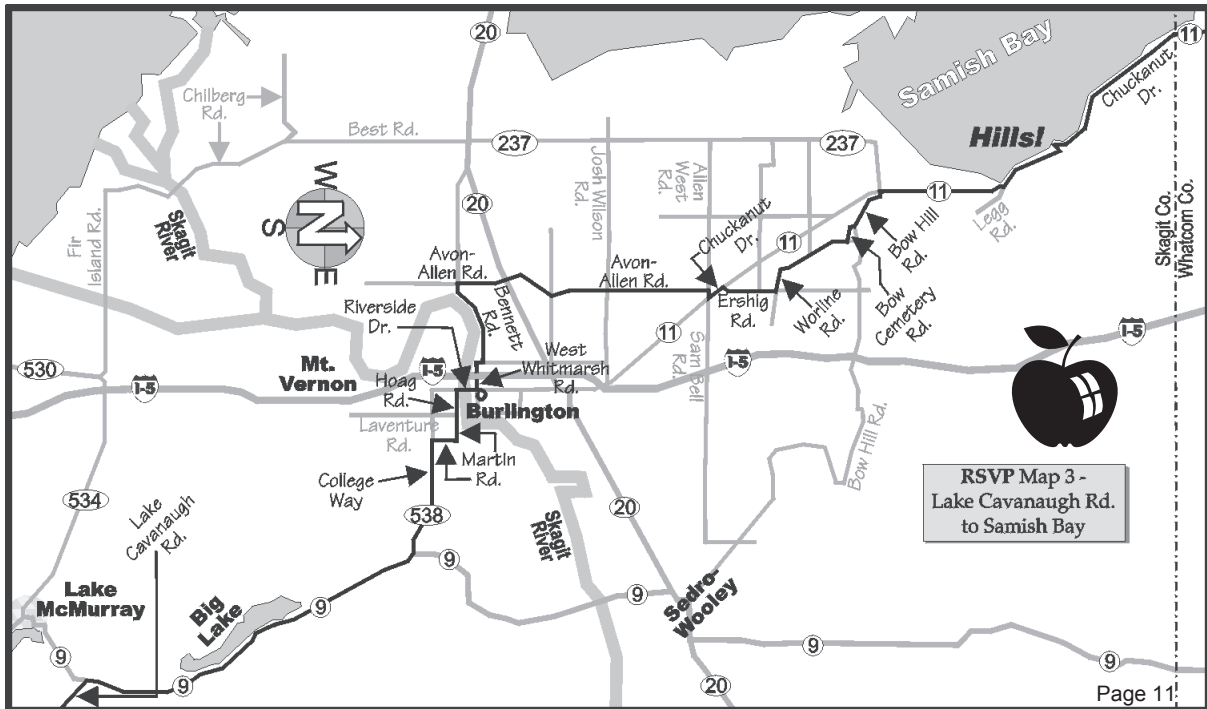 20
11
Samish Bay
Chuckanut
Dr.
Chilberg
Rd.
Best Rd.
237
237
Hills!
Josh Wilson
Rd.
Allen
West
Rd.
W
N
S
E
20
Chuckanut
Dr.
11
11
Legg
Rd.
Skagit Co.
Whatcom Co.
Fir
Island Rd.
Skagit
River
Avon-
Allen Rd.
Avon-
Allen Rd.
Bow Hill
Rd.
Bow
Cemetery
Rd.
Worline
Rd.
Ershig
Rd.
Bennett
Rd.
Riverside
Dr.
11
Sam Bell
Rd.
I-5
I-5
530
I-5
Mt.
Vernon
I-5
West
Whitmarsh
Rd.
Hoag
Rd.
Burlington
Laventure
Rd.
Martin
Rd.
College
Way
Bow Hill Rd.
RSVP Map 3 -
Lake Cavanaugh Rd.
to Samish Bay
534
Lake
Cavanaugh
Rd.
538
20
Skagit
River
9
9
Sedro-
Wooley
Lake
McMurray
Big
Lake
9
9
9
9
9
20
Page 11